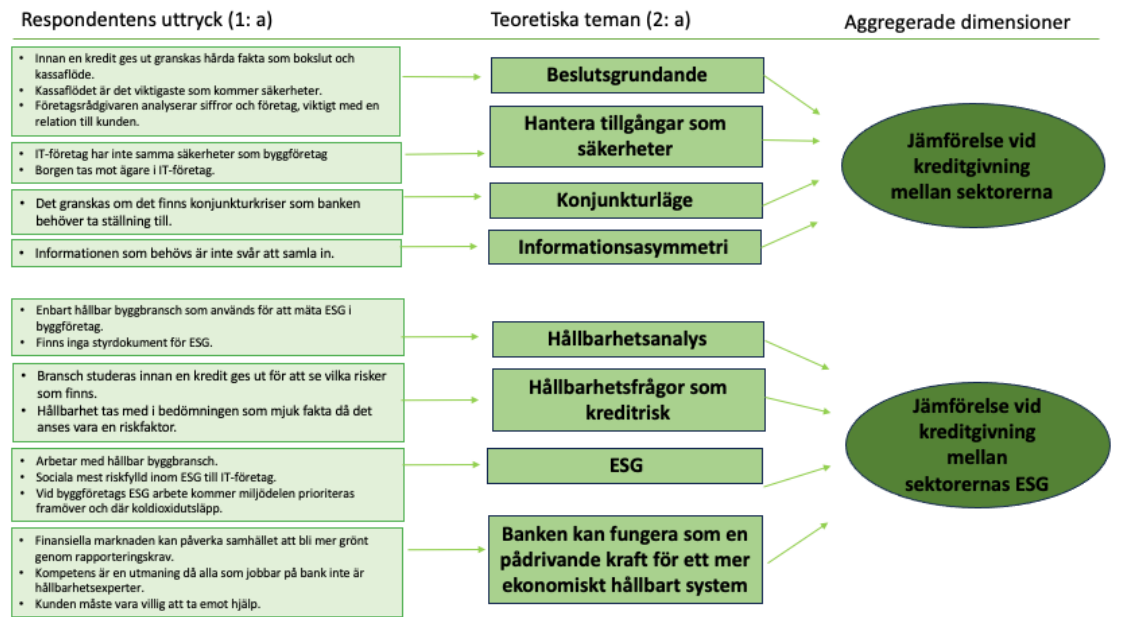 Respondentens uttryck (1: a)
Teoretiska teman (2: a)
Aggregerade dimensioner
• Innan en kredit ges ut granskas hårda fakta som bokslut och
kassaflöde.
• Kassaflödet är det viktigaste som kommer säkerheter.
• Företagsrådgivaren analyserar siffror och företag, viktigt med en
relation till kunden.
Beslutsgrundande
• IT-företag har inte samma säkerheter som byggföretag
• Borgen tas mot ägare i IT-företag.
Hantera tillgångar som
säkerheter
• Det granskas om det finns konjunkturkriser som banken
behöver ta ställning till.
Konjunkturläge
• Informationen som behövs är inte svår att samla in.
Informationsasymmetri
Jämförelse vid
kreditgivning
mellan sektorerna
• Enbart hållbar byggbransch som används för att mäta ESG i
byggföretag.
• Finns inga styrdokument för ESG.
Hållbarhetsanalys
• Bransch studeras innan en kredit ges ut för att se vilka risker
som finns.
• Hållbarhet tas med i bedömningen som mjuk fakta då det
anses vara en riskfaktor.
Hållbarhetsfrågor som
kreditrisk
• Arbetar med hållbar byggbransch.
• Sociala mest riskfylld inom ESG till IT-företag.
• Vid byggföretags ESG arbete kommer miljödelen prioriteras
framöver och där koldioxidutsläpp.
ESG
• Finansiella marknaden kan påverka samhället att bli mer grönt
genom rapporteringskrav.
• Kompetens är en utmaning då alla som jobbar på bank inte är
hållbarhetsexperter.
• Kunden måste vara villig att ta emot hjälp.
Banken kan fungera som en
pådrivande kraft för ett mer
ekonomiskt hållbart system
Jämförelse vid
kreditgivning
mellan
sektorernas ESG